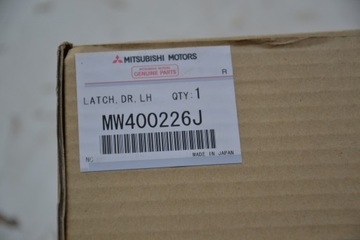 MITSUBISHI MOTORS
GENUINE PARTS
R
LATCH,DR,LH QTY:1
MW400226J
MADE IN JAPAN